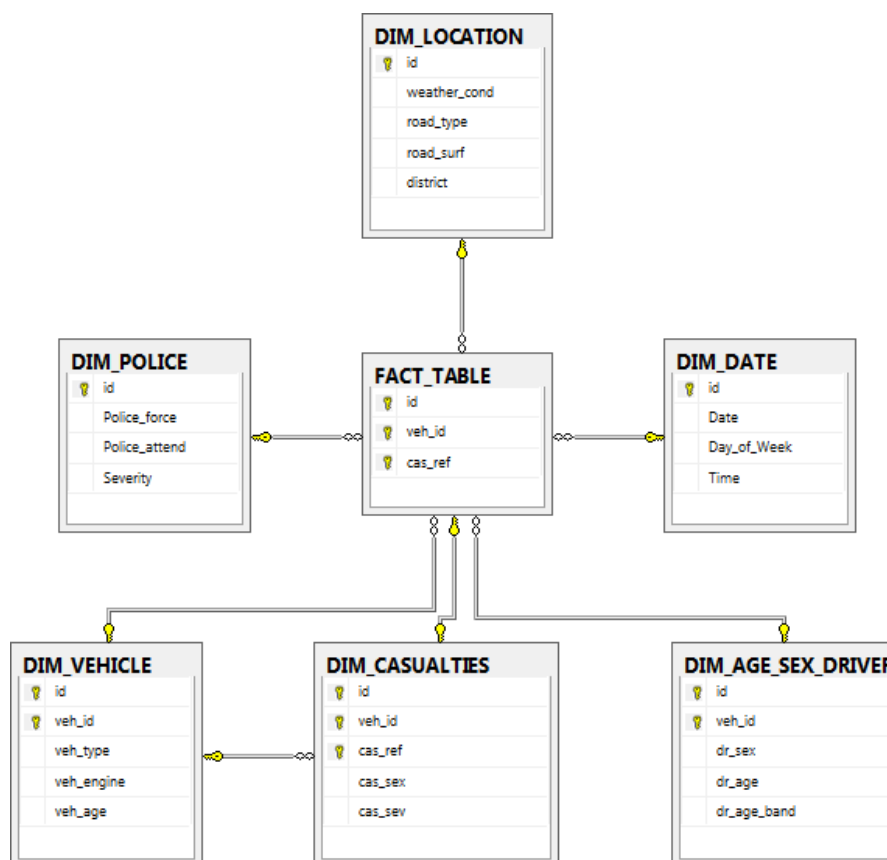 DIM_LOCATION
id
weather_cond
road_type
road_surf
district
DIM_POLICE
id
Police_force
Police_attend
Severity
FACT_TABLE
id
veh_id
cas_ref
DIM_DATE
id
Date
Day_of_Week
Time
DIM_VEHICLE
id
veh_id
veh_type
veh_engine
veh_age
DIM_CASUALTIES
id
veh_id
cas_ref
cas_sex
cas_sev
DIM_AGE_SEX_DRIVER
id
veh_id
dr_sex
dr_age
dr_age_band